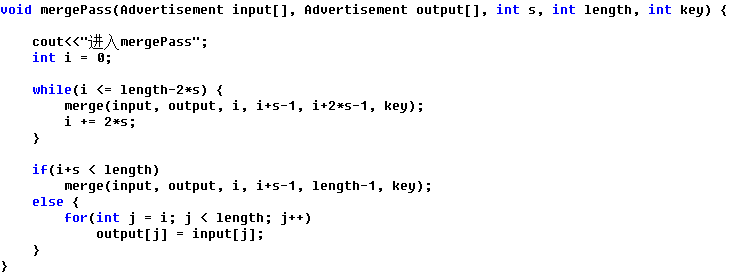 void mergePass(Advertisement input[], Advertisement output[], int s, int length, int key) {
cout<<"进入mergePass";
int i = 0;
while(i <= length-2*s) {
merge(input, output, i, i+s-1, i+2*s-1, key);
i += 2*s;
}
if(i+s < length)
merge(input, output, i, i+s-1, length-1, key);
else {
for(int j = i; j < length; j++)
output[j] = input[j];
}
}